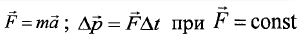 F⃗ = ma⃗ ; Δp⃗ = F⃗Δt при F⃗ = const